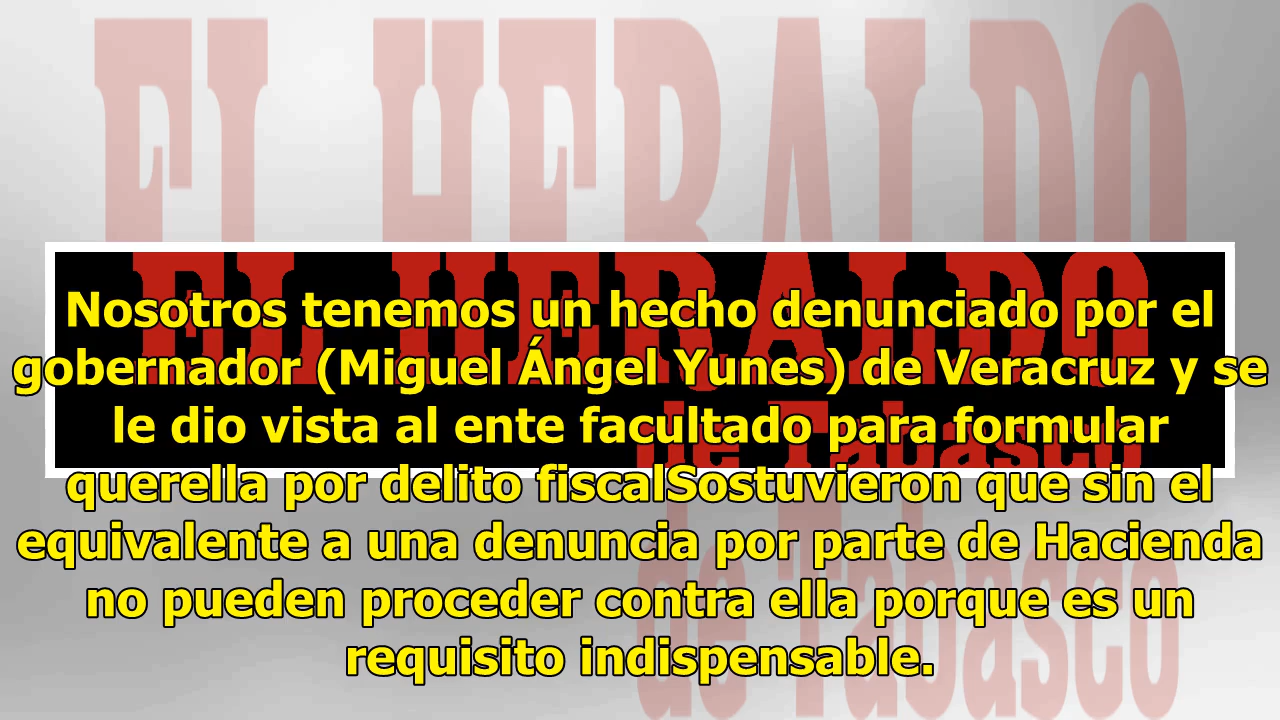 EL HERALDO
de Tabasco
Nosotros tenemos un hecho denunciado por el
gobernador (Miguel Ángel Yunes) de Veracruz y se
le dio vista al ente facultado para formular
querella por delito fiscalSostuvieron que sin el
equivalente a una denuncia por parte de Hacienda
no pueden proceder contra ella porque es un
requisito indispensable.